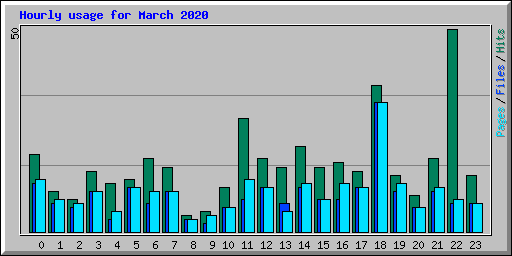 Hourly usage for March 2020
50
Pages/Files/Hits
0 1 2 3 4 5 6 7 8 9 10 11 12 13 14 15 16 17 18 19 20 21 22 23